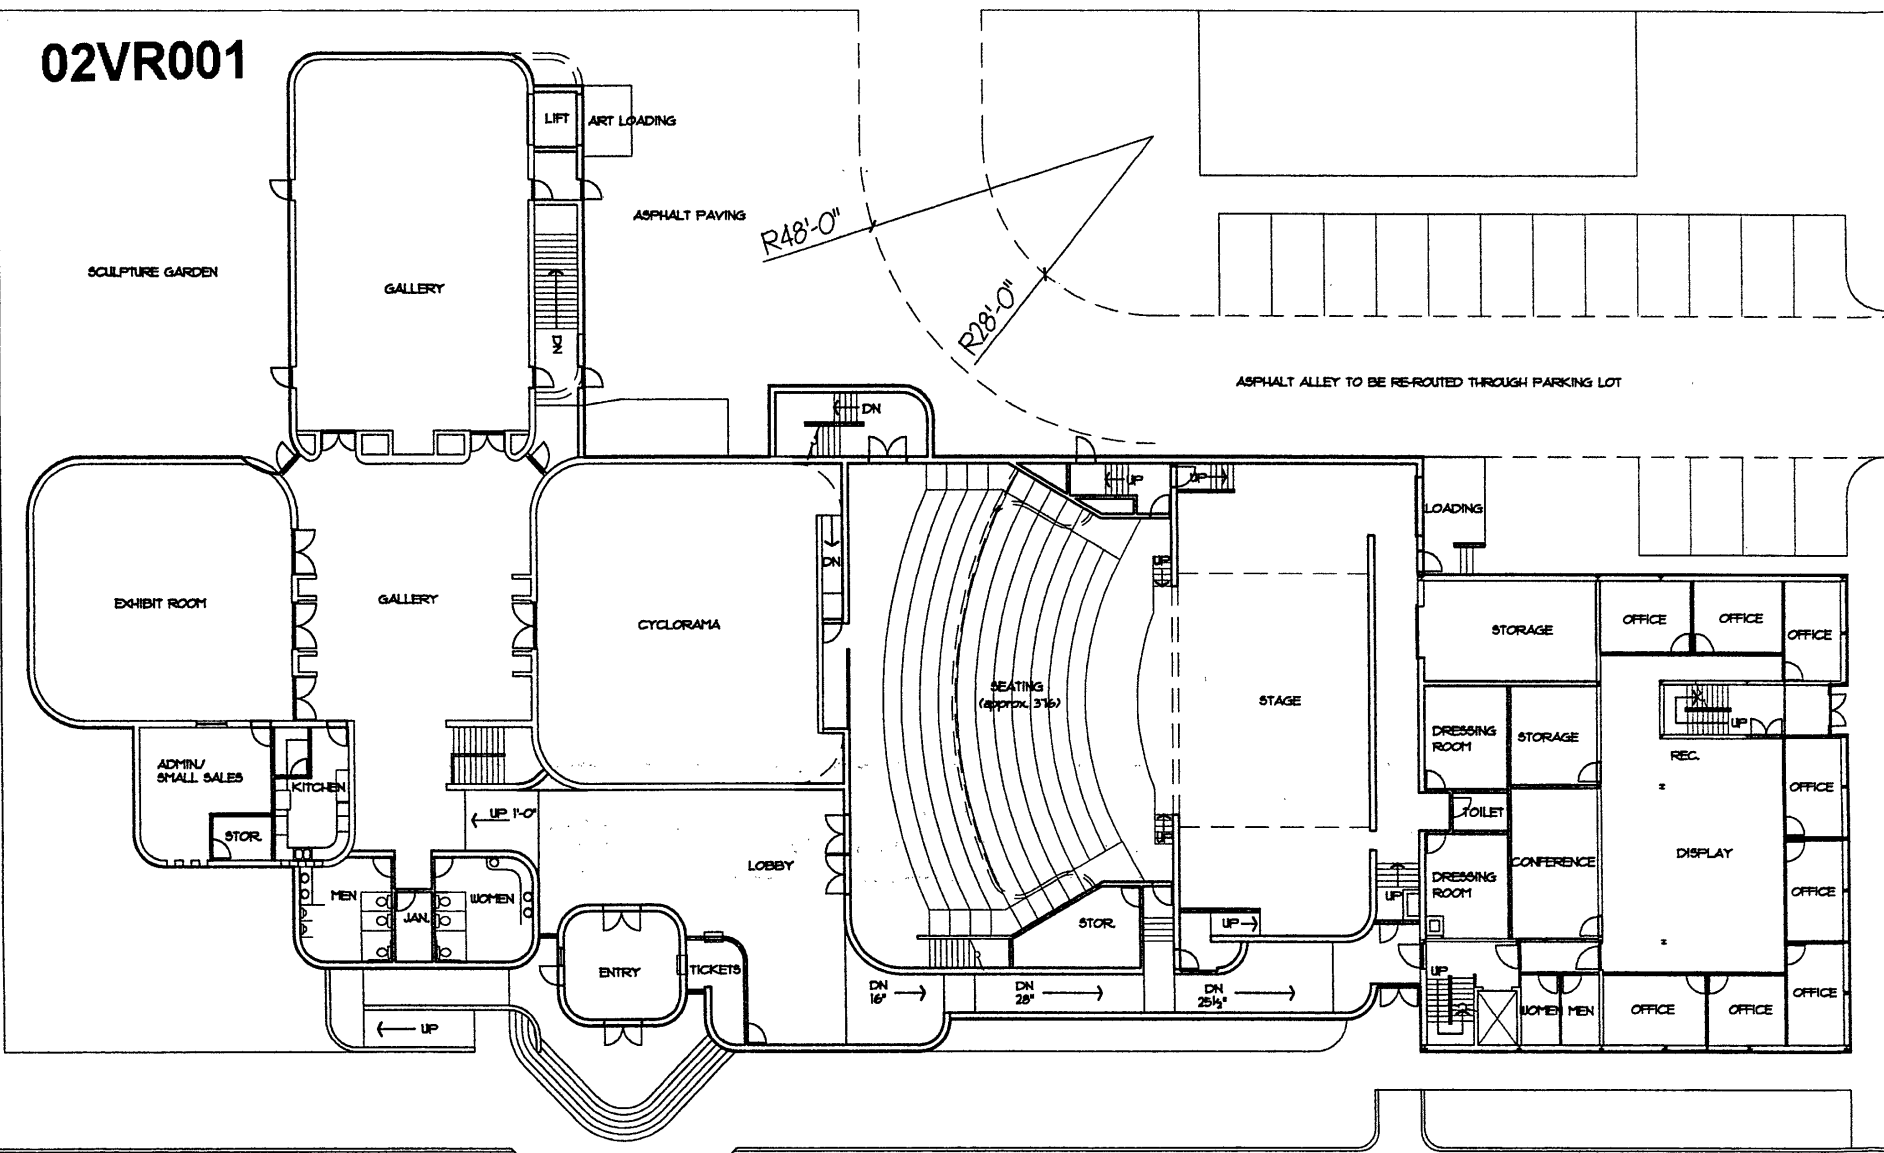 02VR001
LIFT
ART LOADING
ASPHALT PAVING
R48'-0"
R28'-0"
SCULPTURE GARDEN
GALLERY
DN
ASPHALT ALLEY TO BE RE-ROUTED THROUGH PARKING LOT
DN
UP
UP
LOADING
DN
UP
EXHIBIT ROOM
GALLERY
CYCLORAMA
STORAGE
OFFICE
OFFICE
OFFICE
SEATING
(approx. 376)
STAGE
UP
DRESSING
ROOM
STORAGE
REC.
ADMIN/
SMALL SALES
KITCHEN
OFFICE
UP 1'-0"
TOILET
STOR.
UP
LOBBY
DISPLAY
CONFERENCE
MEN
WOMEN
JAN.
DRESSING
ROOM
UP
OFFICE
STOR.
UP
ENTRY
TICKETS
UP
DN
16"
DN
28"
DN
25½"
OFFICE
WOMEN
MEN
OFFICE
OFFICE
UP